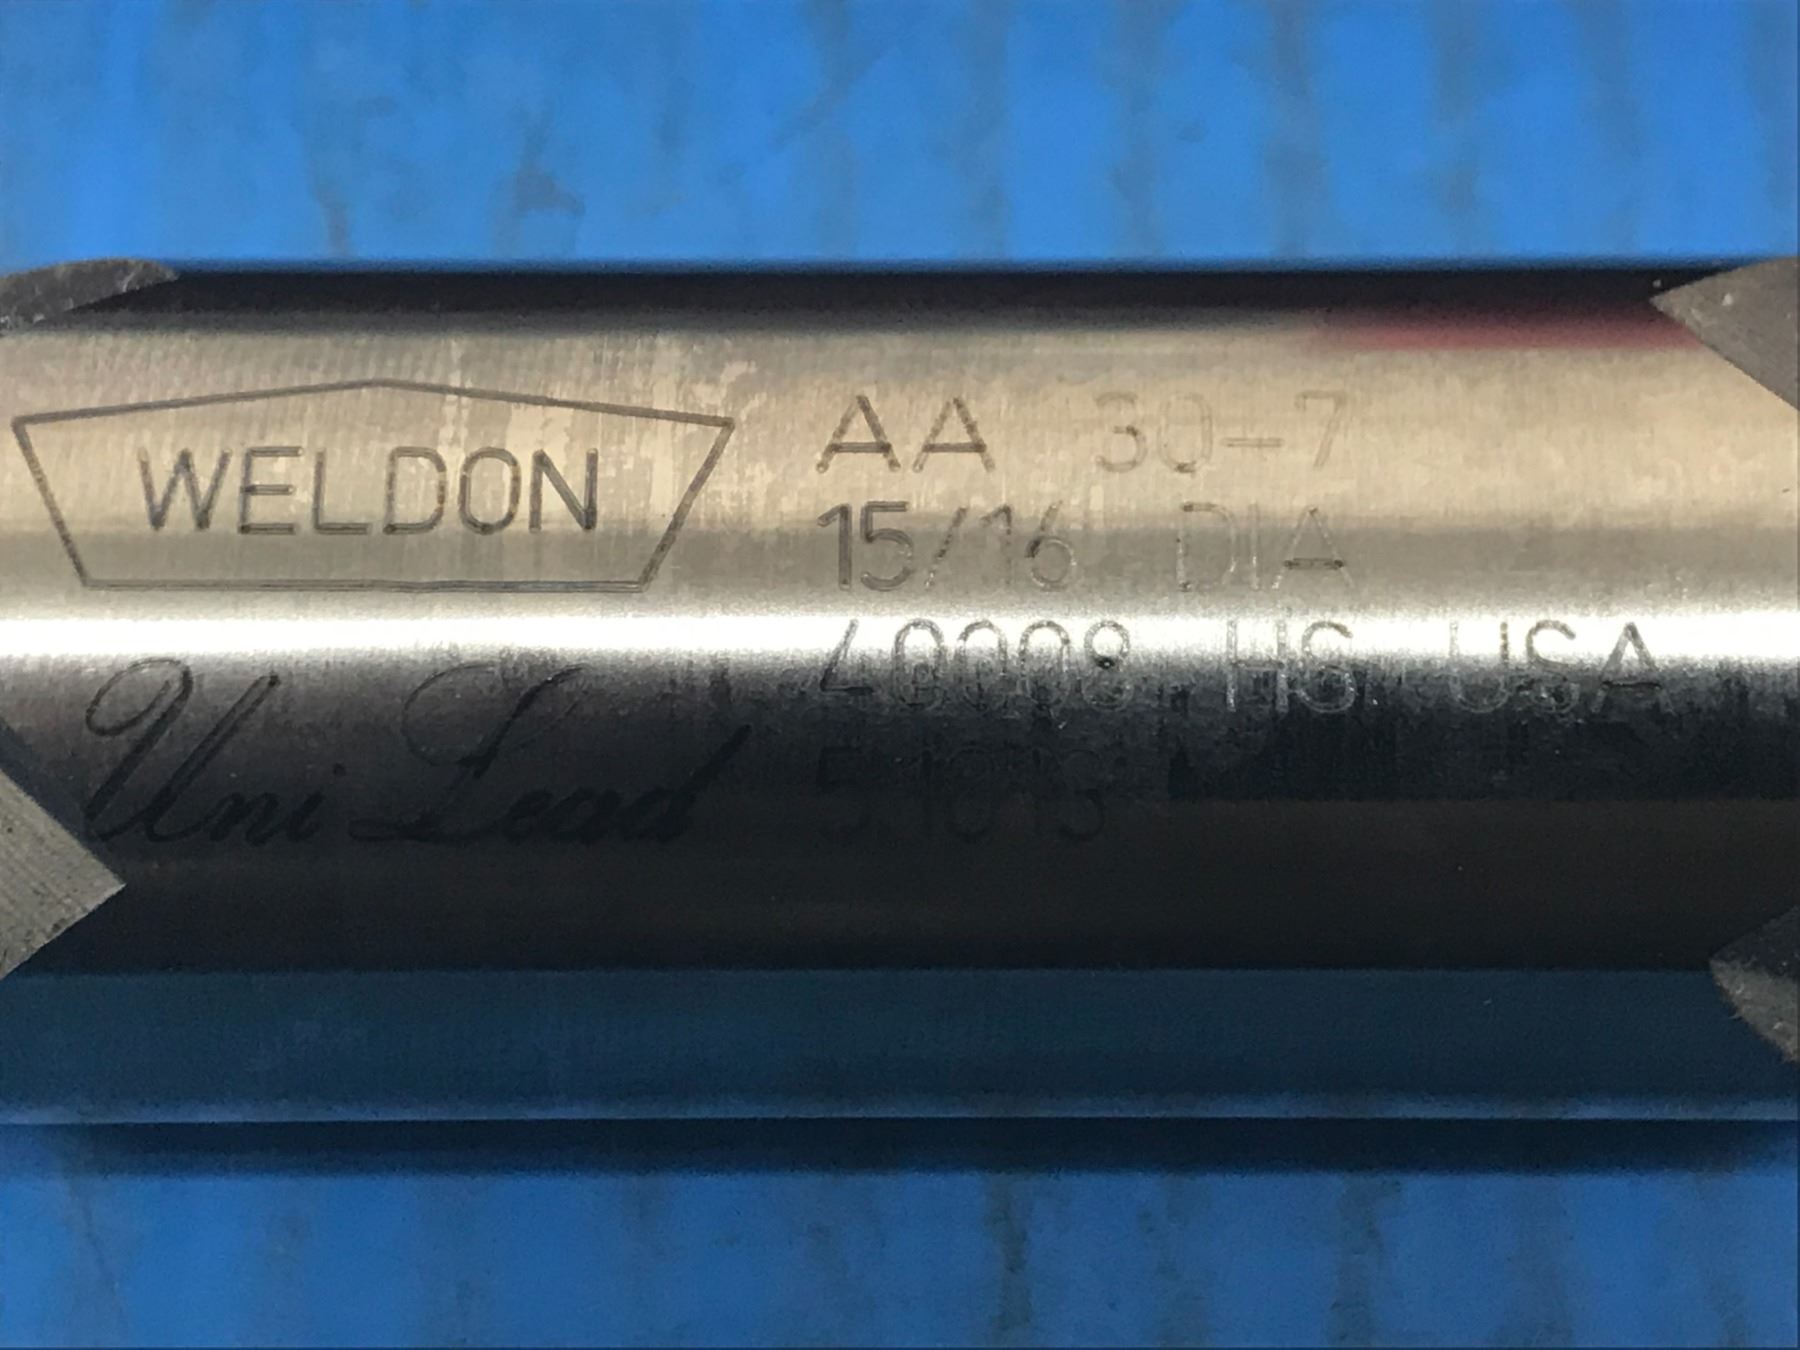 WELDON
AA 30-7
15/16 DIA
40008 HS USA
Uni Lead